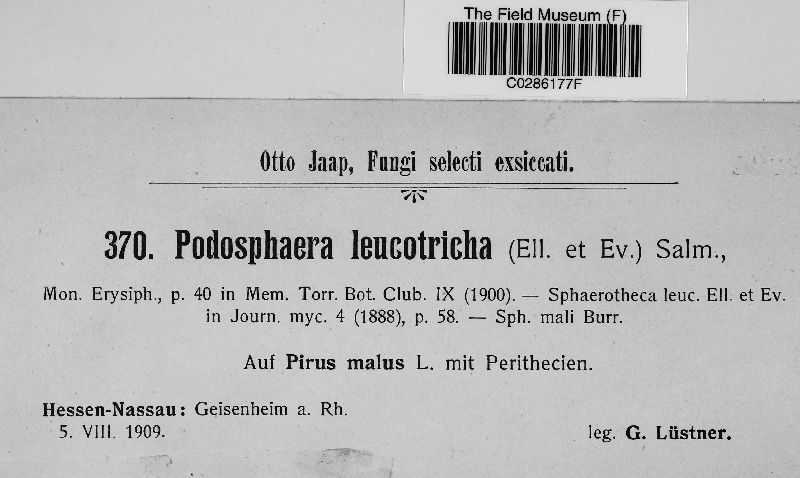 The Field Museum (F)
C0286177F
Otto Jaap, Fungi selecti exsiccati.
370. Podosphaera leucotricha (Ell. et Ev.) Salm.,
Mon. Erysiph., p. 40 in Mem. Torr. Bot. Club. IX (1900). — Sphaerotheca leuc. Ell. et Ev.
in Journ. myc. 4 (1888), p. 58. — Sph. mali Burr.
Auf Pirus malus L. mit Perithecien.
Hessen-Nassau: Geisenheim a. Rh.
5. VIII. 1909.
leg. G. Lüstner.